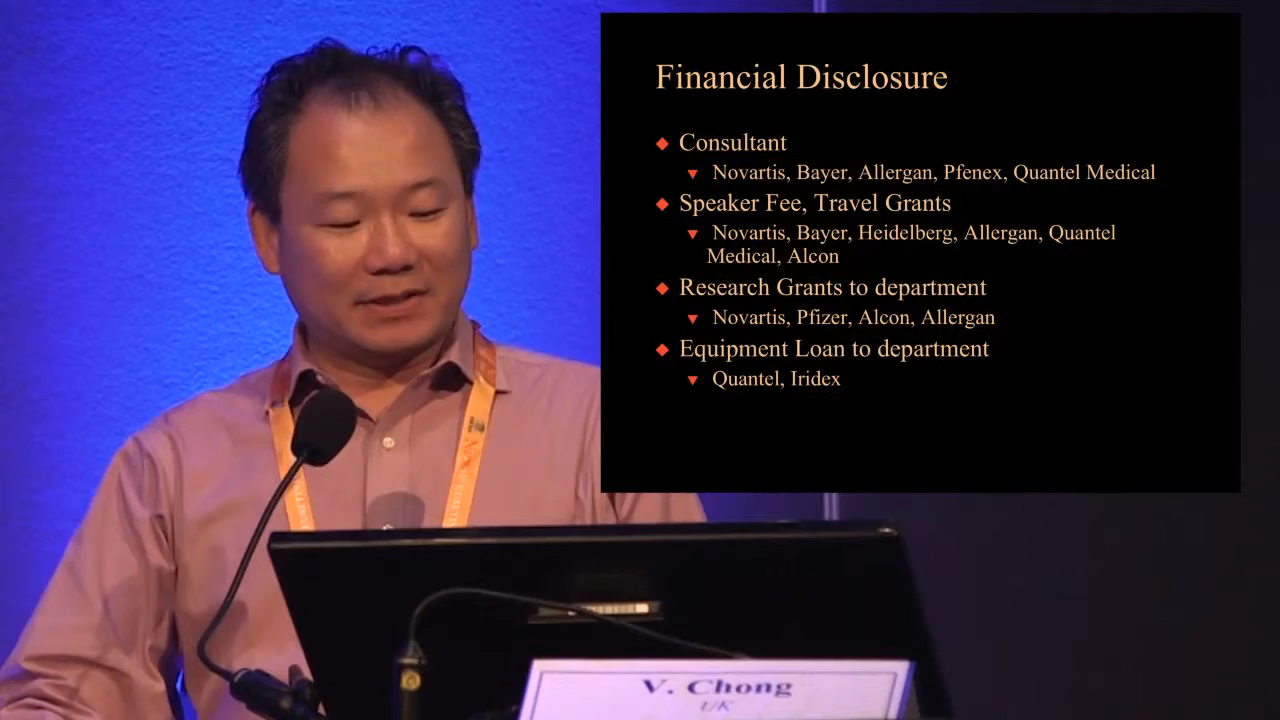 Financial Disclosure
Consultant
Novartis, Bayer, Allergan, Pfenex, Quantel Medical
Speaker Fee, Travel Grants
Novartis, Bayer, Heidelberg, Allergan, Quantel
Medical, Alcon
Research Grants to department
Novartis, Pfizer, Alcon, Allergan
Equipment Loan to department
Quantel, Iridex
V. Chong
UK